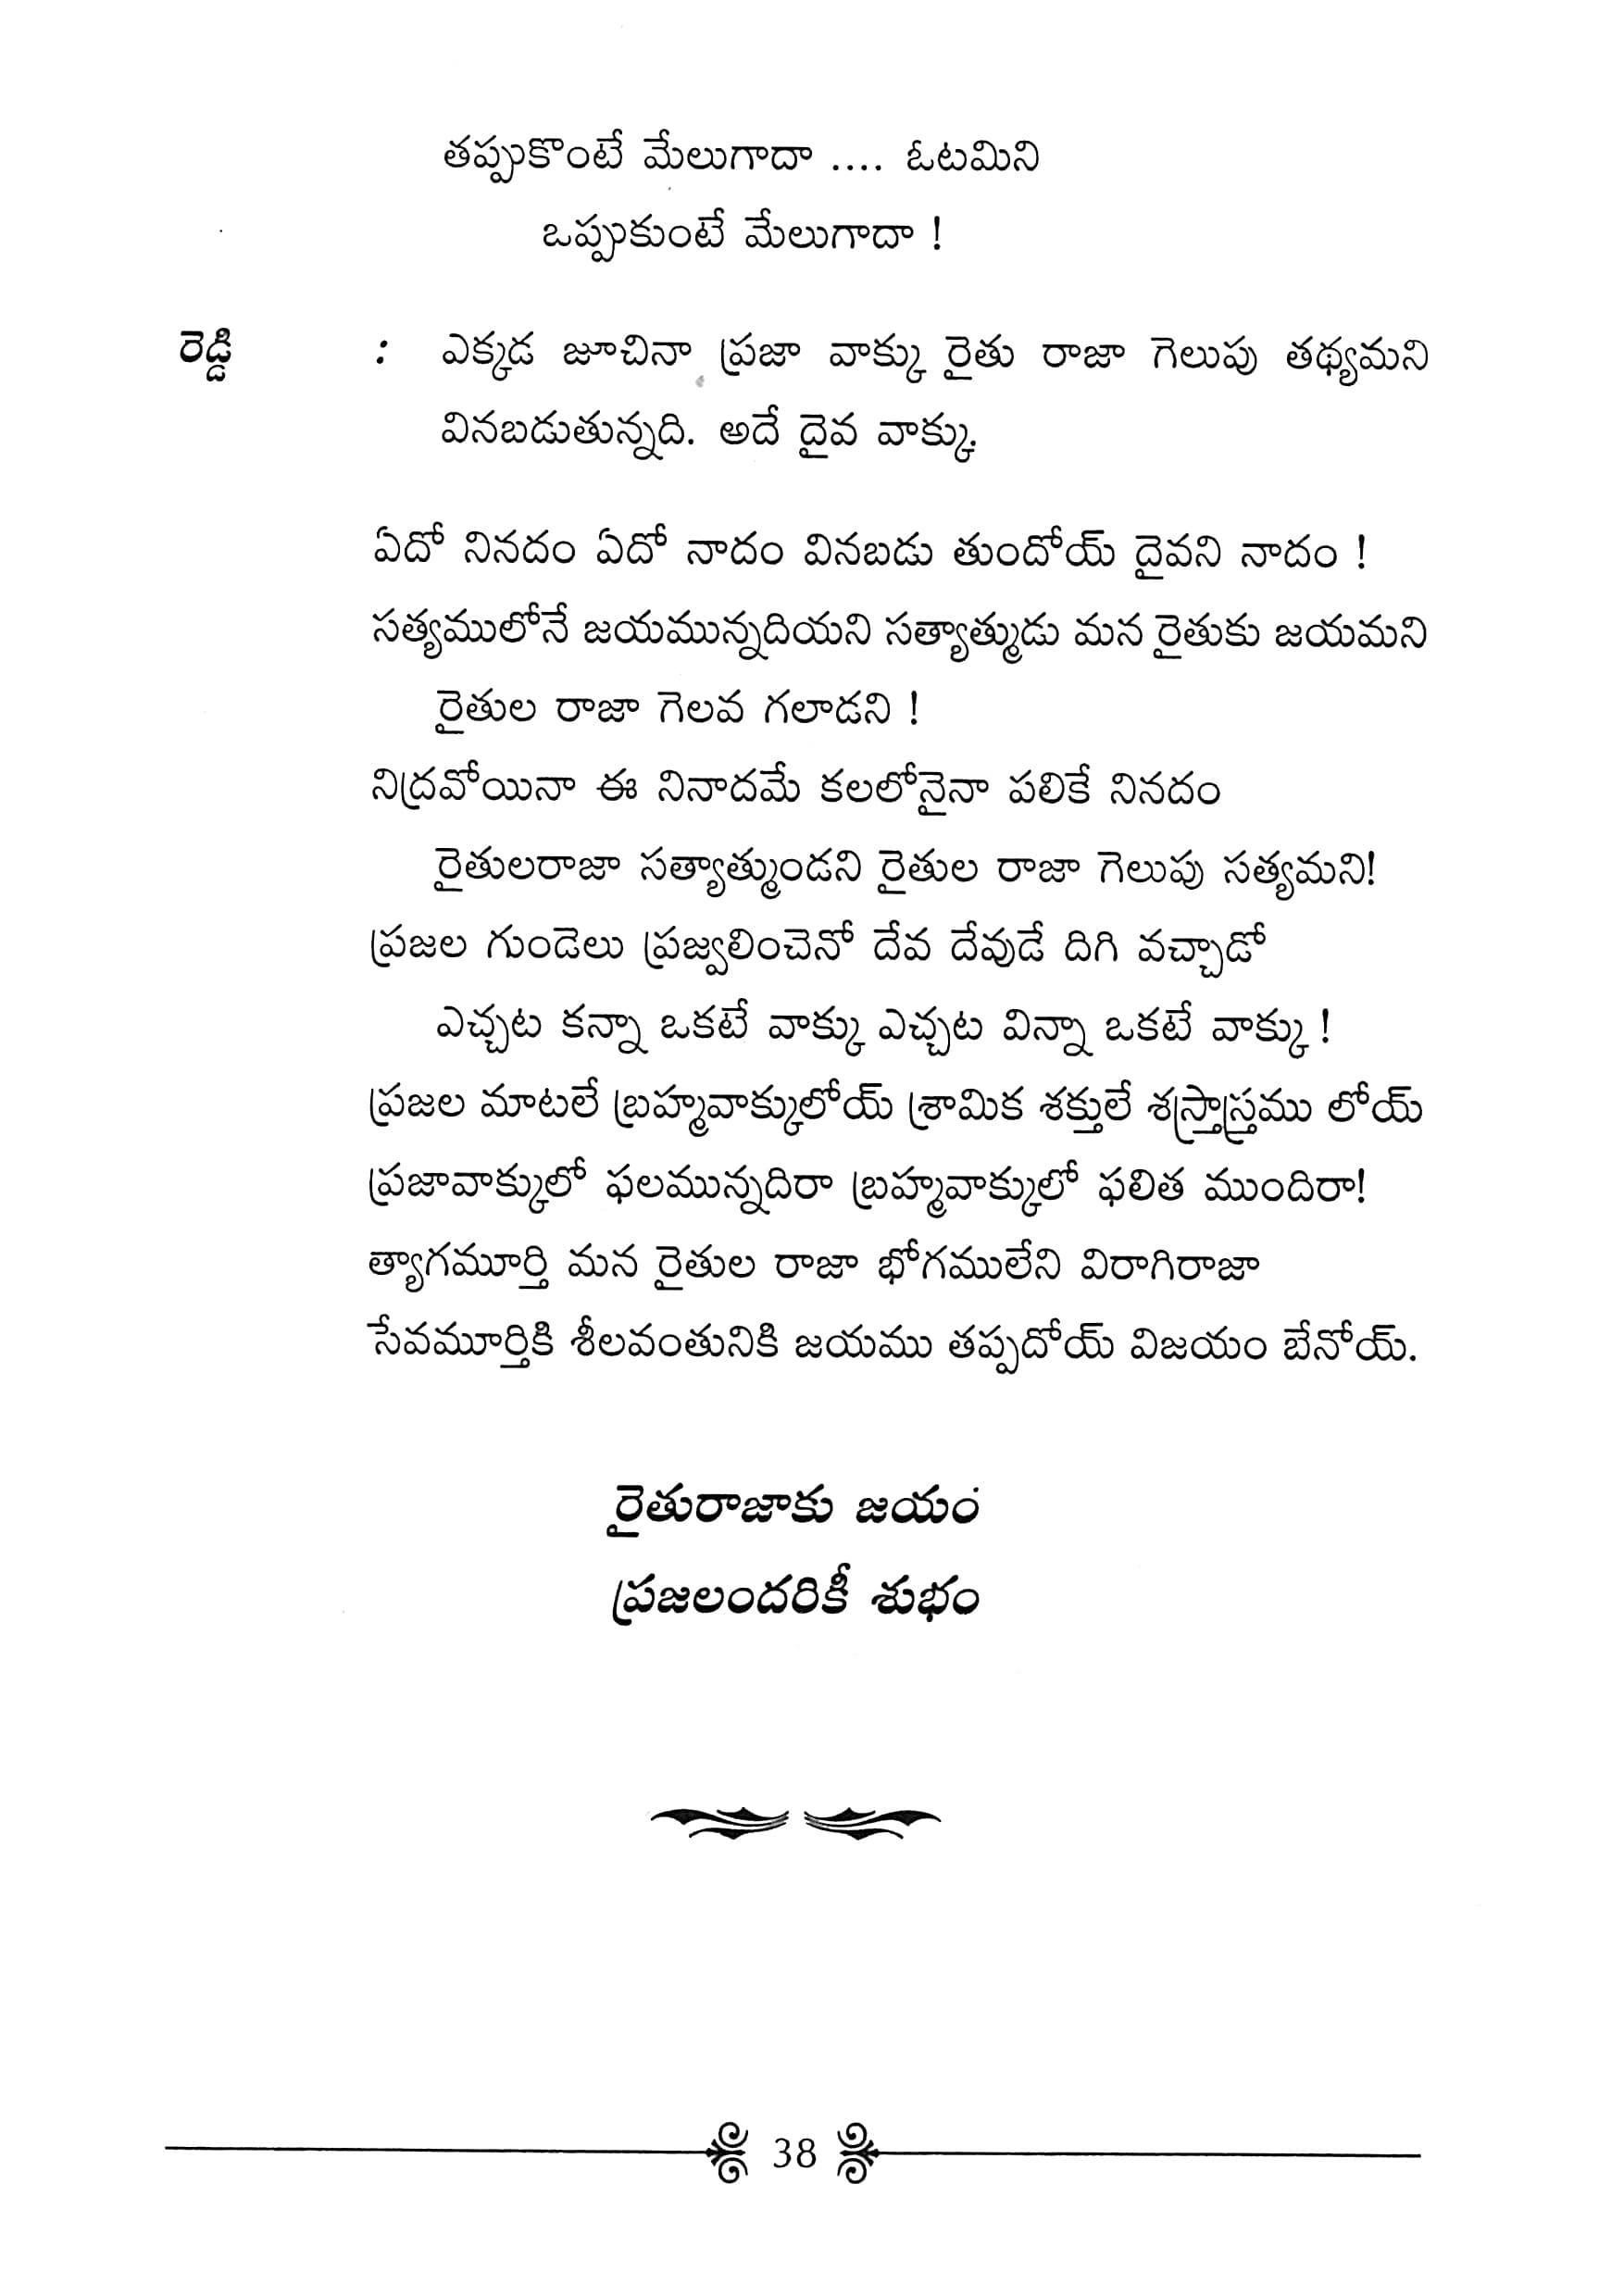 తప్పుకొంటే మేలుగాదా .... ఓటమిని
ఒప్పుకుంటే మేలుగాదా !
రెడ్డి : ఎక్కడ జూచినా ప్రజా వాక్కు రైతు రాజా గెలుపు తథ్యమని
వినబడుతున్నది. అదే దైవ వాక్కు.
ఏదో నినదం ఏదో నాదం వినబడు తుందోయ్ దైవని నాదం !
సత్యములోనే జయమున్నదియని సత్యాత్ముడు మన రైతుకు జయమని
రైతుల రాజా గెలవ గలాడని !
నిద్రవోయినా ఈ నినాదమే కలలోనైనా పలికే నినదం
రైతులరాజా సత్యాత్ముండని రైతుల రాజా గెలుపు సత్యమని!
ప్రజల గుండెలు ప్రజ్వలించెనో దేవ దేవుడే దిగి వచ్చాడో
ఎచ్చట కన్నా ఒకటే వాక్కు ఎచ్చట విన్నా ఒకటే వాక్కు !
ప్రజల మాటలే బ్రహ్మవాక్కులోయ్ శ్రామిక శక్తులే శస్త్రాస్త్రము లోయ్
ప్రజావాక్కులో ఫలమున్నదిరా బ్రహ్మవాక్కులో ఫలిత ముందిరా!
త్యాగమూర్తి మన రైతుల రాజా భోగములేని విరాగిరాజా
సేవమూర్తికి శీలవంతునికి జయము తప్పదోయ్ విజయం బేనోయ్.
రైతురాజాకు జయం
ప్రజలందరికీ శుభం
38